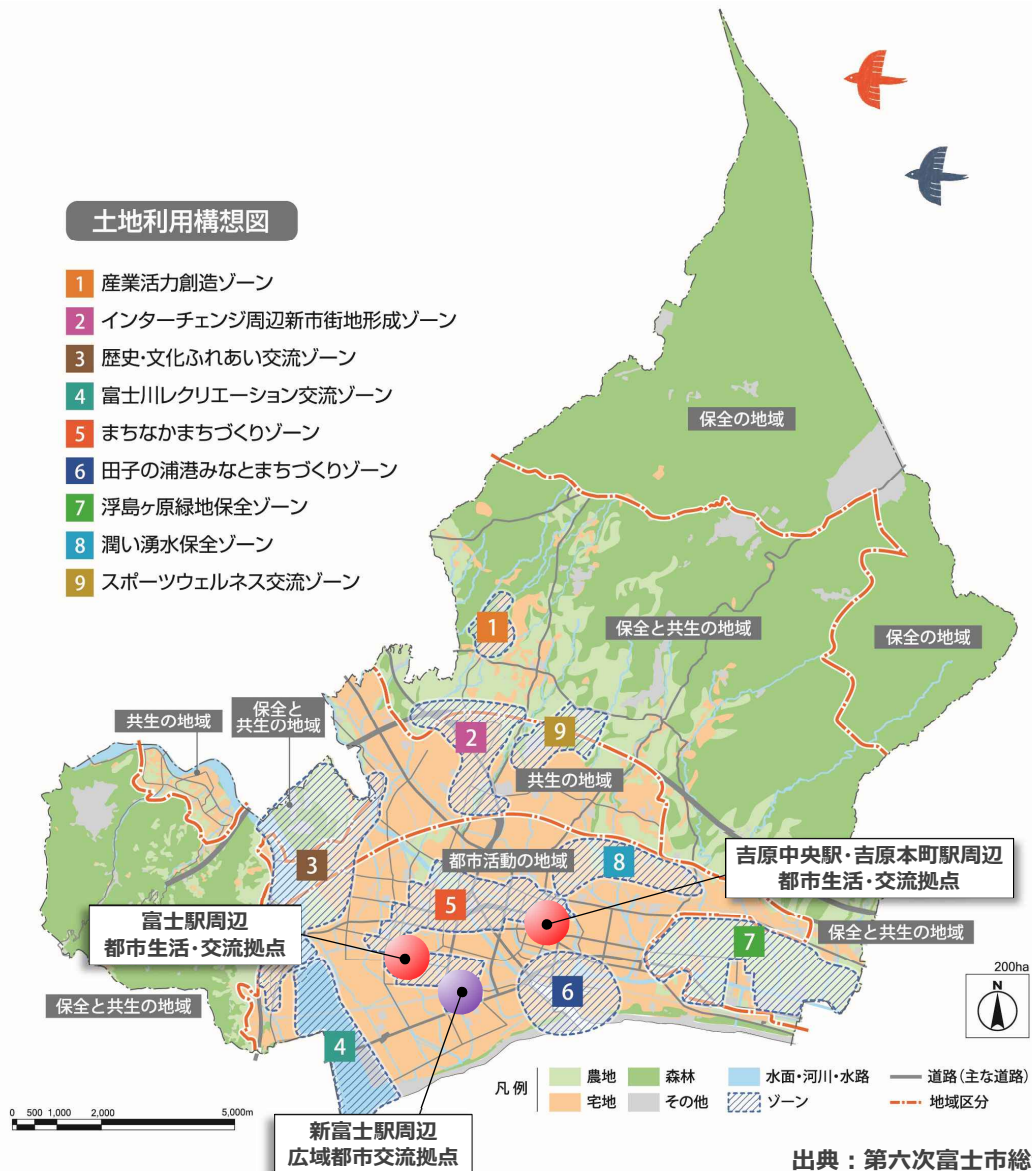 土地利用構想図
1 産業活力創造ゾーン
2 インターチェンジ周辺新市街地形成ゾーン
3 歴史・文化ふれあい交流ゾーン
4 富士川レクリエーション交流ゾーン
5 まちなかまちづくりゾーン
6 田子の浦港みなとまちづくりゾーン
7 浮島ヶ原緑地保全ゾーン
8 潤い湧水保全ゾーン
9 スポーツウェルネス交流ゾーン
保全の地域
1
保全と共生の地域
保全の地域
保全と
共生の地域
共生の地域
2
9
共生の地域
3
都市活動の地域
8
吉原中央駅・吉原本町駅周辺
都市生活・交流拠点
5
富士駅周辺
都市生活・交流拠点
7
保全と共生の地域
6
保全と共生の地域
4
200ha
N
凡例
農地
森林
水面・河川・水路
道路(主な道路)
宅地
その他
ゾーン
地域区分
0 500 1,000 2,000 5,000m
新富士駅周辺
広域都市交流拠点
出典:第六次富士市総